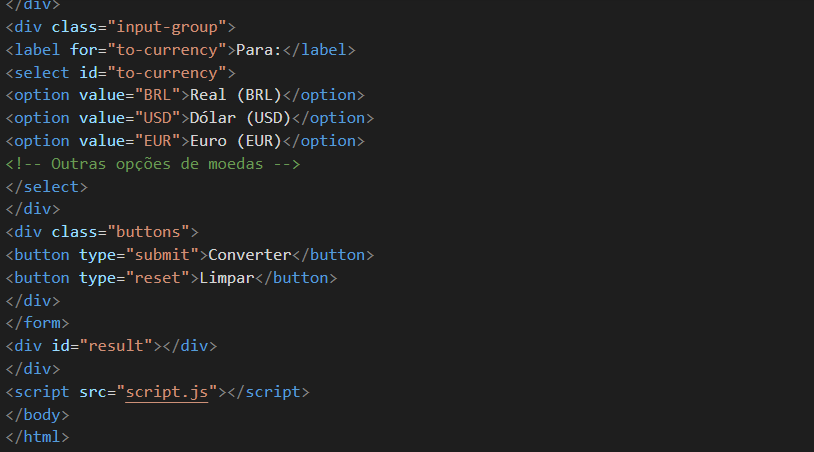 </div>
<div class="input-group">
<label for="to-currency">Para:</label>
<select id="to-currency">
<option value="BRL">Real (BRL)</option>
<option value="USD">Dólar (USD)</option>
<option value="EUR">Euro (EUR)</option>
<!-- Outras opções de moedas -->
</select>
</div>
<div class="buttons">
<button type="submit">Converter</button>
<button type="reset">Limpar</button>
</div>
</form>
<div id="result"></div>
</div>
<script src="script.js"></script>
</body>
</html>